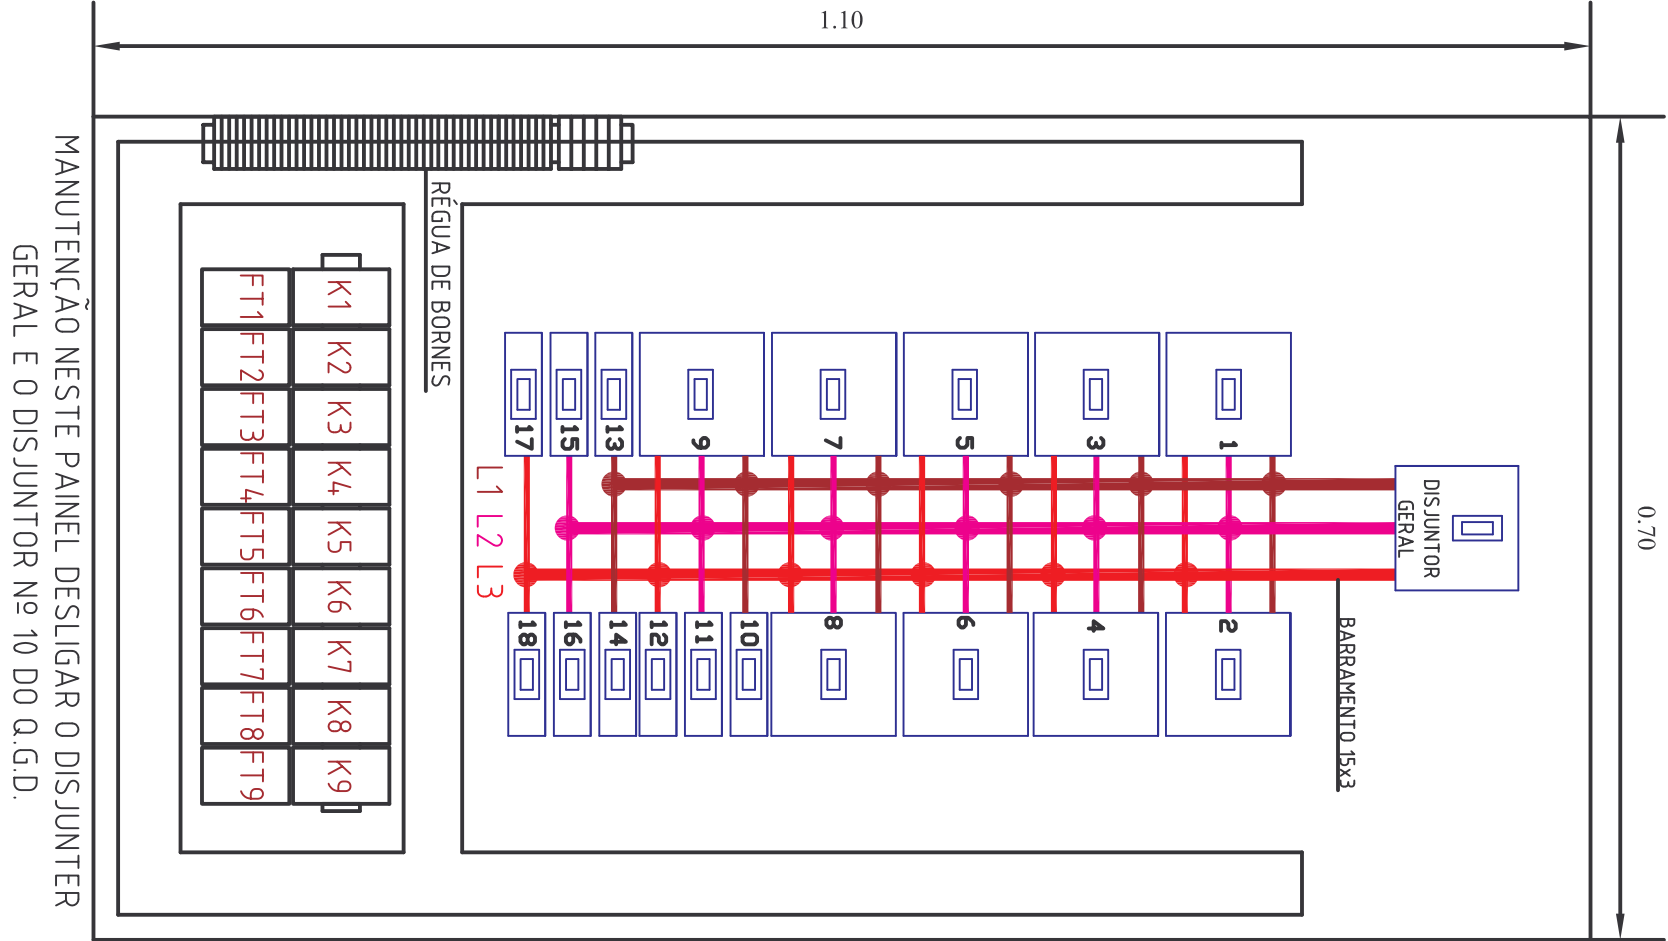 1.10
0.70
DISJUNTOR
GERAL
BARRAMENTO 15x3
1
3
5
7
9
13
15
17
2
4
6
8
10
11
12
14
16
18
L1
L2
L3
RÉGUA DE BORNES
K1
K2
K3
K4
K5
K6
K7
K8
K9
FT1
FT2
FT3
FT4
FT5
FT6
FT7
FT8
FT9
MANUTENÇÃO NESTE PAINEL DESLIGAR O DISJUNTER
GERAL E O DISJUNTOR Nº 10 DO Q.G.D.